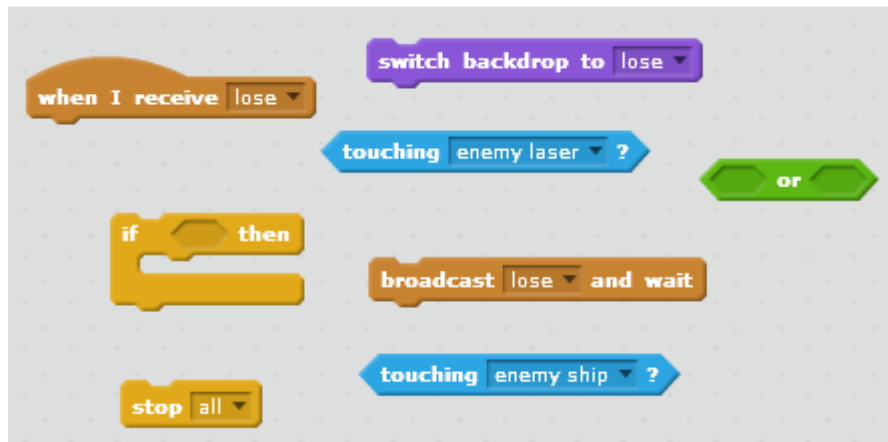 switch backdrop to lose
when I receive lose
touching enemy laser ?
or
if then
broadcast lose and wait
touching enemy ship ?
stop all